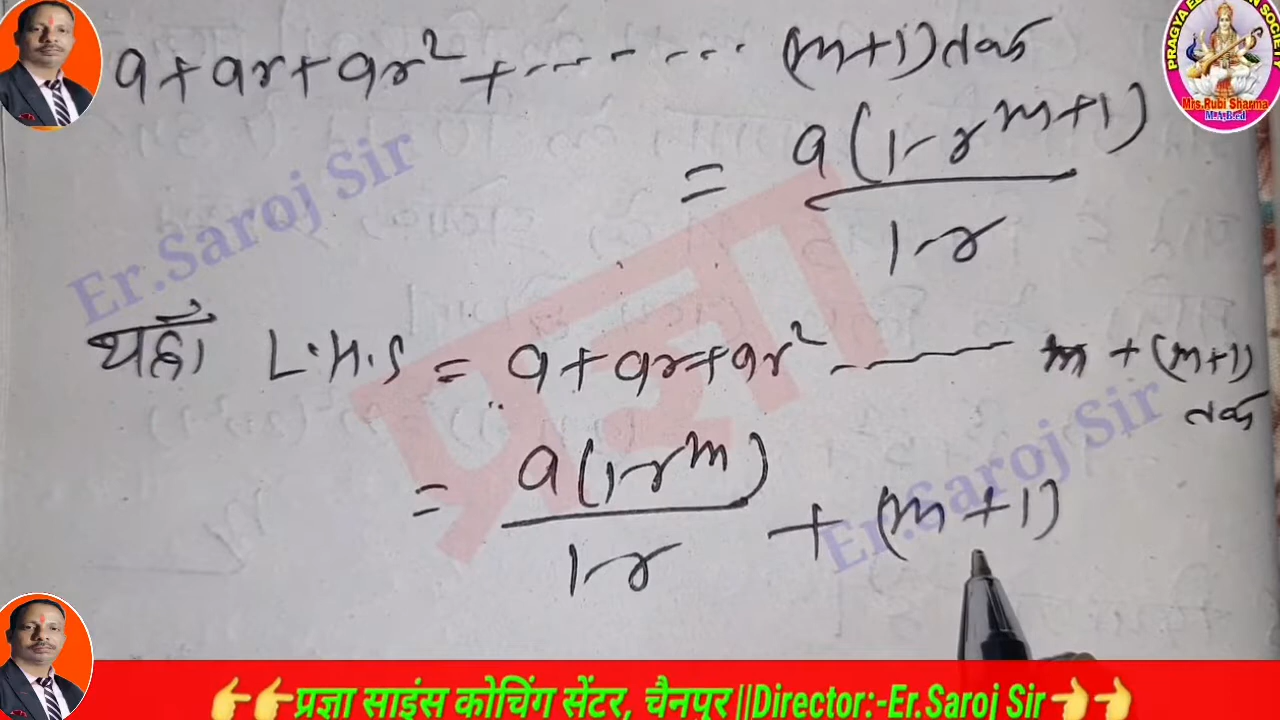 a + ar + ar² + ------- (m+1) तक
= a(1-r^m+1) / 1-r
यहाँ L.H.S = a + ar + ar² ------ m + (m+1)
तक
= a(1-r^m) / 1-r + (m+1)
Er.Saroj Sir
प्रज्ञा
Er.Saroj Sir
Mrs.Rubi Sharma
M.A,B.ed
👉👉प्रज्ञा साइंस कोचिंग सेंटर, चैनपुर||Director:-Er.Saroj Sir👈👈